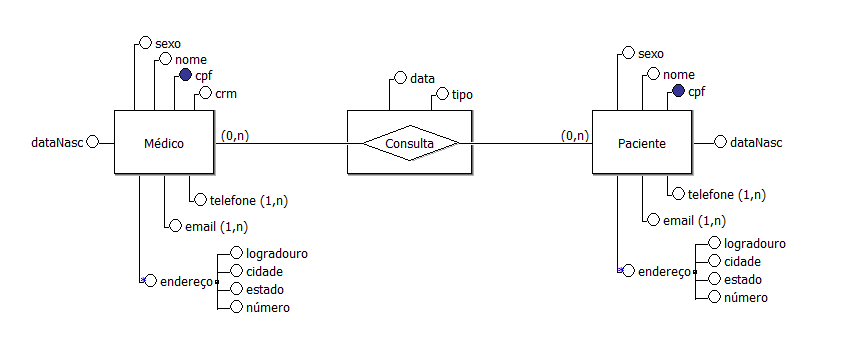 sexo
nome
cpf
crm
dataNasc
Médico
(0,n)
telefone (1,n)
email (1,n)
endereço
logradouro
cidade
estado
número
data
tipo
Consulta
sexo
nome
cpf
(0,n)
Paciente
dataNasc
telefone (1,n)
email (1,n)
endereço
logradouro
cidade
estado
número